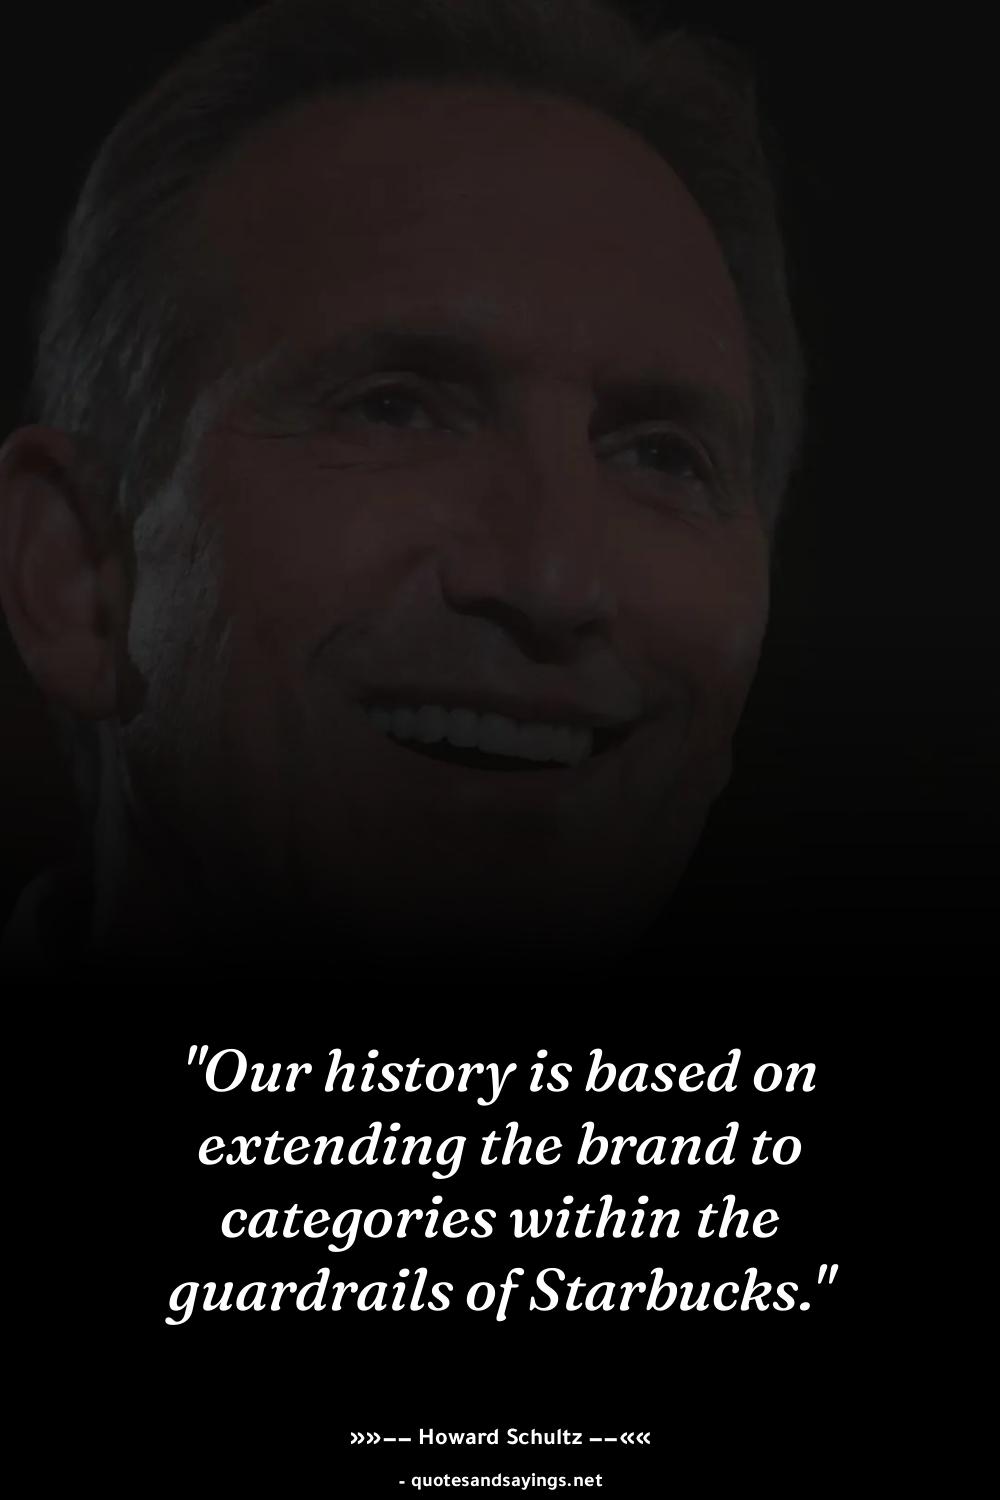 "Our history is based on
extending the brand to
categories within the
guardrails of Starbucks."
»»–– Howard Schultz ––««
- quotesandsayings.net